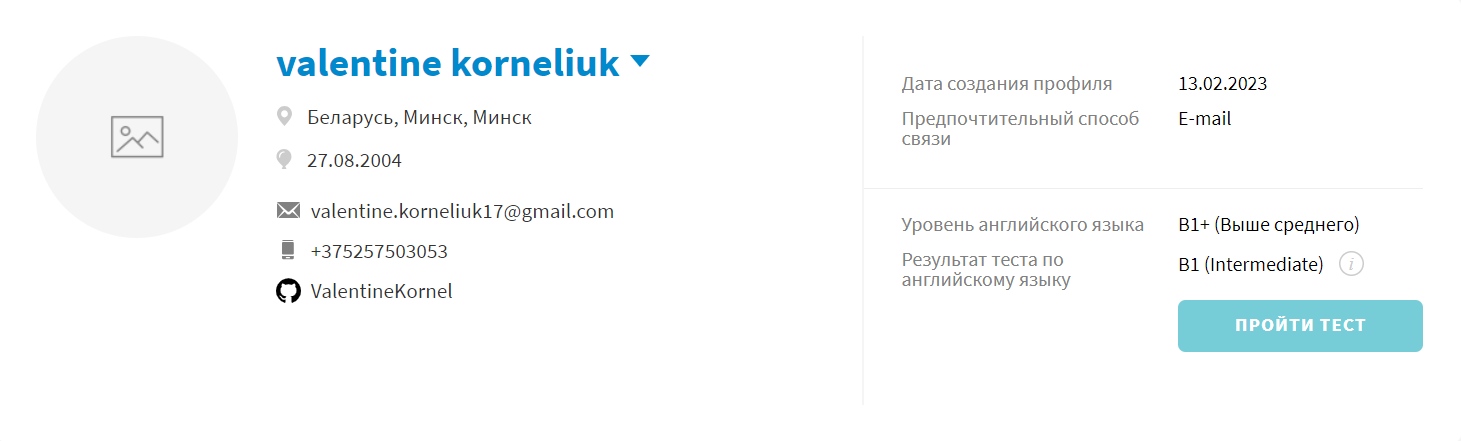 valentine korneliuk
Беларусь, Минск, Минск
27.08.2004
valentine.korneliuk17@gmail.com
+375257503053
ValentineKornel
Дата создания профиля 13.02.2023
Предпочтительный способ E-mail
связи
Уровень английского языка B1+ (Выше среднего)
Результат теста по B1 (Intermediate) i
английскому языку
ПРОЙТИ ТЕСТ